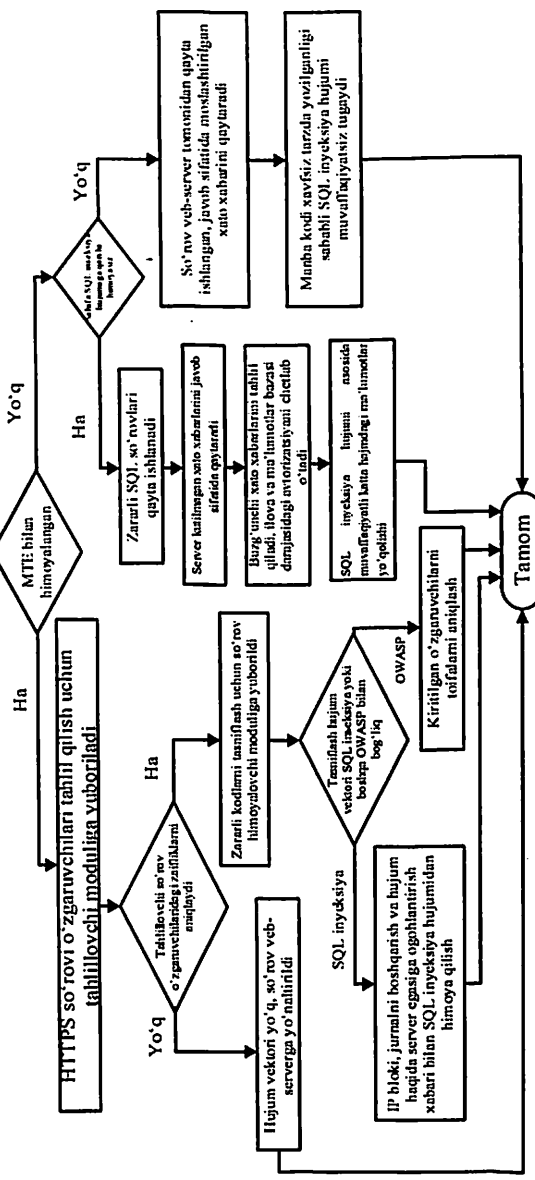 MTE bilan
himoyalangan
Ha
Yo‘q
HTTPS so‘rovi o‘zgaruvchilari tahlil qilish uchun
tahlillovchi moduliga yuboriladi
Tahlillovchi so‘rov
o‘zgaruvchilaridagi zaifliklarni
aniqlaydi
Yo‘q
Ha
Hujum vektori yo‘q, so‘rov veb-
serverga yo‘naltirildi
Zararli kodlarni tasniflash uchun so‘rov
himoyalovchi moduliga yuborildi
Tasniflash hujum
vektori SQL ineksiya yoki
boshqa OWASP bilan
bog‘liq
SQL inyeksiya
OWASP
IP bloki, jurnalni boshqarish va hujum
haqida server egasiga ogohlantirish
xabari bilan SQL inyeksiya hujumidan
himoya qilish
Kiritilgan o‘zgaruvchilarni
toifalarni aniqlash
SQL
Ha
Yo‘q
Zararli SQL so‘rovlari
qayta ishlanadi
Server kutilmagan xato xabarlarini javob
sifatida qaytaradi
Buzg‘unchi xato xabarlarini tahlil
qiladi, ilova va ma’lumotlar bazasi
darajasidagi avtorizatsiyani chetlab
o‘tadi
SQL inyeksiya hujumi asosida
muvaffaqiyatli katta hajmdagi ma’lumotlar
yo‘qolishi
So‘rov veb-server tomonidan qayta
ishlangan, javob sifatida moslashtirilgan
xato xabarini qaytaradi
Manba kodi xavfsiz tarzda yozilganligi
sababli SQL inyeksiya hujumi
muvaffaqiyatsiz tugaydi
Tamom